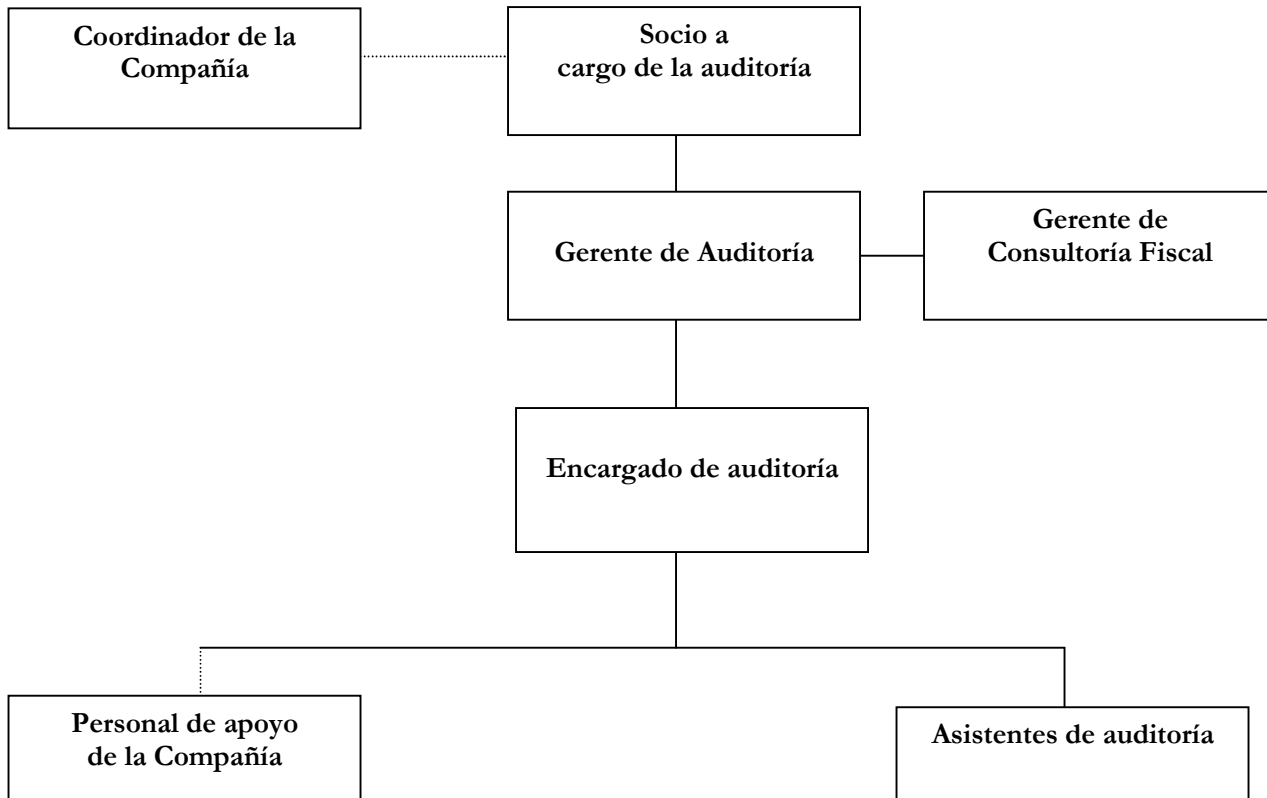 Coordinador de la
Compañía
Socio a
cargo de la auditoría
Gerente de Auditoría
Gerente de
Consultoría Fiscal
Encargado de auditoría
Personal de apoyo
de la Compañía
Asistentes de auditoría